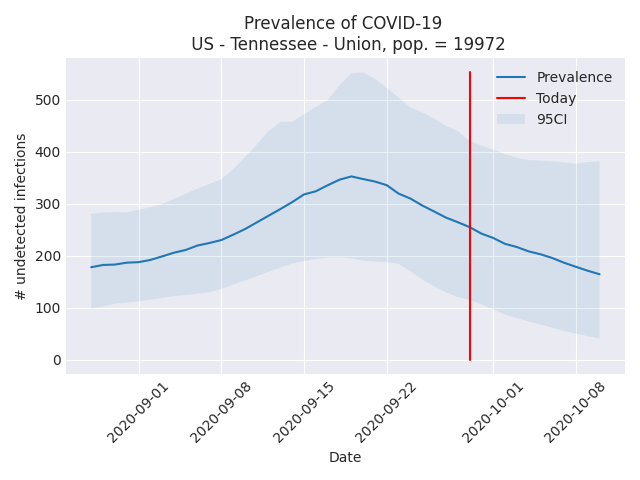 Prevalence of COVID-19
US - Tennessee - Union, pop. = 19972
Prevalence
Today
95CI
# undetected infections
500
400
300
200
100
0
2020-09-01
2020-09-08
2020-09-15
2020-09-22
2020-10-01
2020-10-08
Date